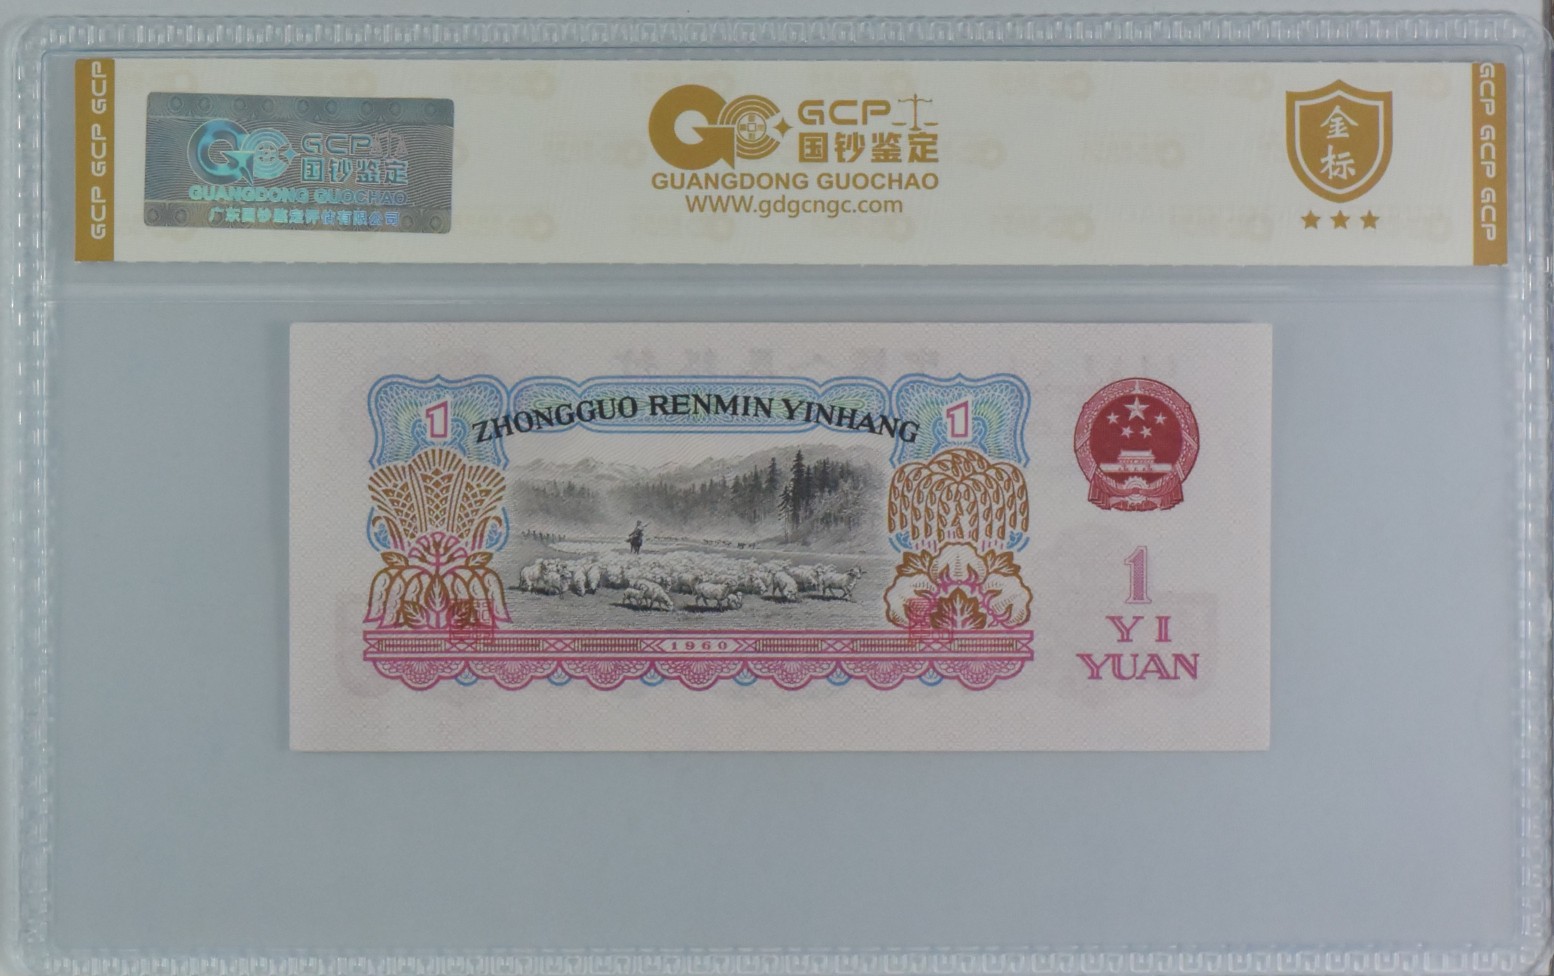 GCP GCP GCP
GCP
国钞鉴定
GUANGDONG GUOCHAO
广东国钞鉴定评估有限公司
GCP
国钞鉴定
GUANGDONG GUOCHAO
WWW.gdgcngc.com
金
标
GCP GCP GCP
1
ZHONGGUO RENMIN YINHANG
1
1960
1
YI
YUAN